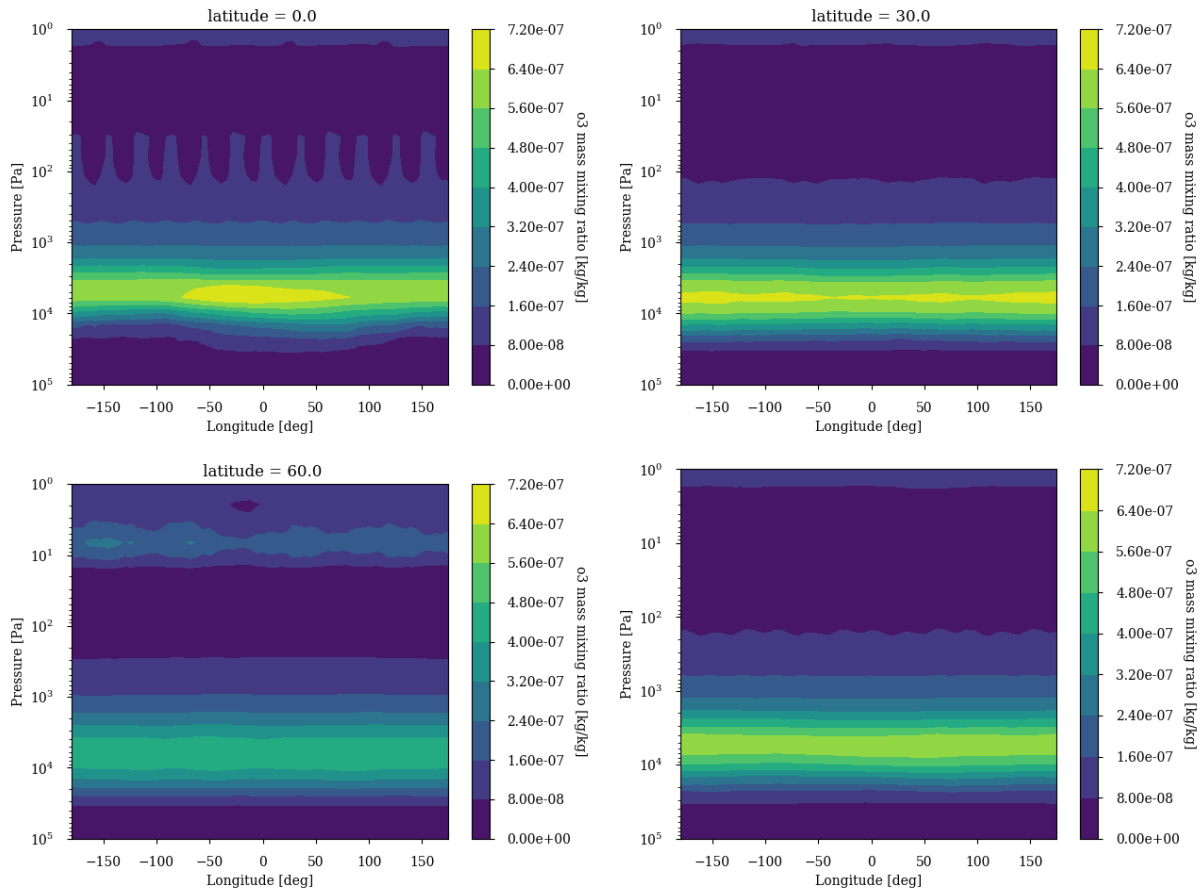 latitude = 0.0
10⁰
10¹
10²
10³
10⁴
10⁵
Pressure [Pa]
−150 −100 −50 0 50 100 150
Longitude [deg]
7.20e-07
6.40e-07
5.60e-07
4.80e-07
4.00e-07
3.20e-07
2.40e-07
1.60e-07
8.00e-08
0.00e+00
o3 mass mixing ratio [kg/kg]
latitude = 30.0
10⁰
10¹
10²
10³
10⁴
10⁵
Pressure [Pa]
−150 −100 −50 0 50 100 150
Longitude [deg]
7.20e-07
6.40e-07
5.60e-07
4.80e-07
4.00e-07
3.20e-07
2.40e-07
1.60e-07
8.00e-08
0.00e+00
o3 mass mixing ratio [kg/kg]
latitude = 60.0
10⁰
10¹
10²
10³
10⁴
10⁵
Pressure [Pa]
−150 −100 −50 0 50 100 150
Longitude [deg]
7.20e-07
6.40e-07
5.60e-07
4.80e-07
4.00e-07
3.20e-07
2.40e-07
1.60e-07
8.00e-08
0.00e+00
o3 mass mixing ratio [kg/kg]
10⁰
10¹
10²
10³
10⁴
10⁵
Pressure [Pa]
−150 −100 −50 0 50 100 150
Longitude [deg]
7.20e-07
6.40e-07
5.60e-07
4.80e-07
4.00e-07
3.20e-07
2.40e-07
1.60e-07
8.00e-08
0.00e+00
o3 mass mixing ratio [kg/kg]